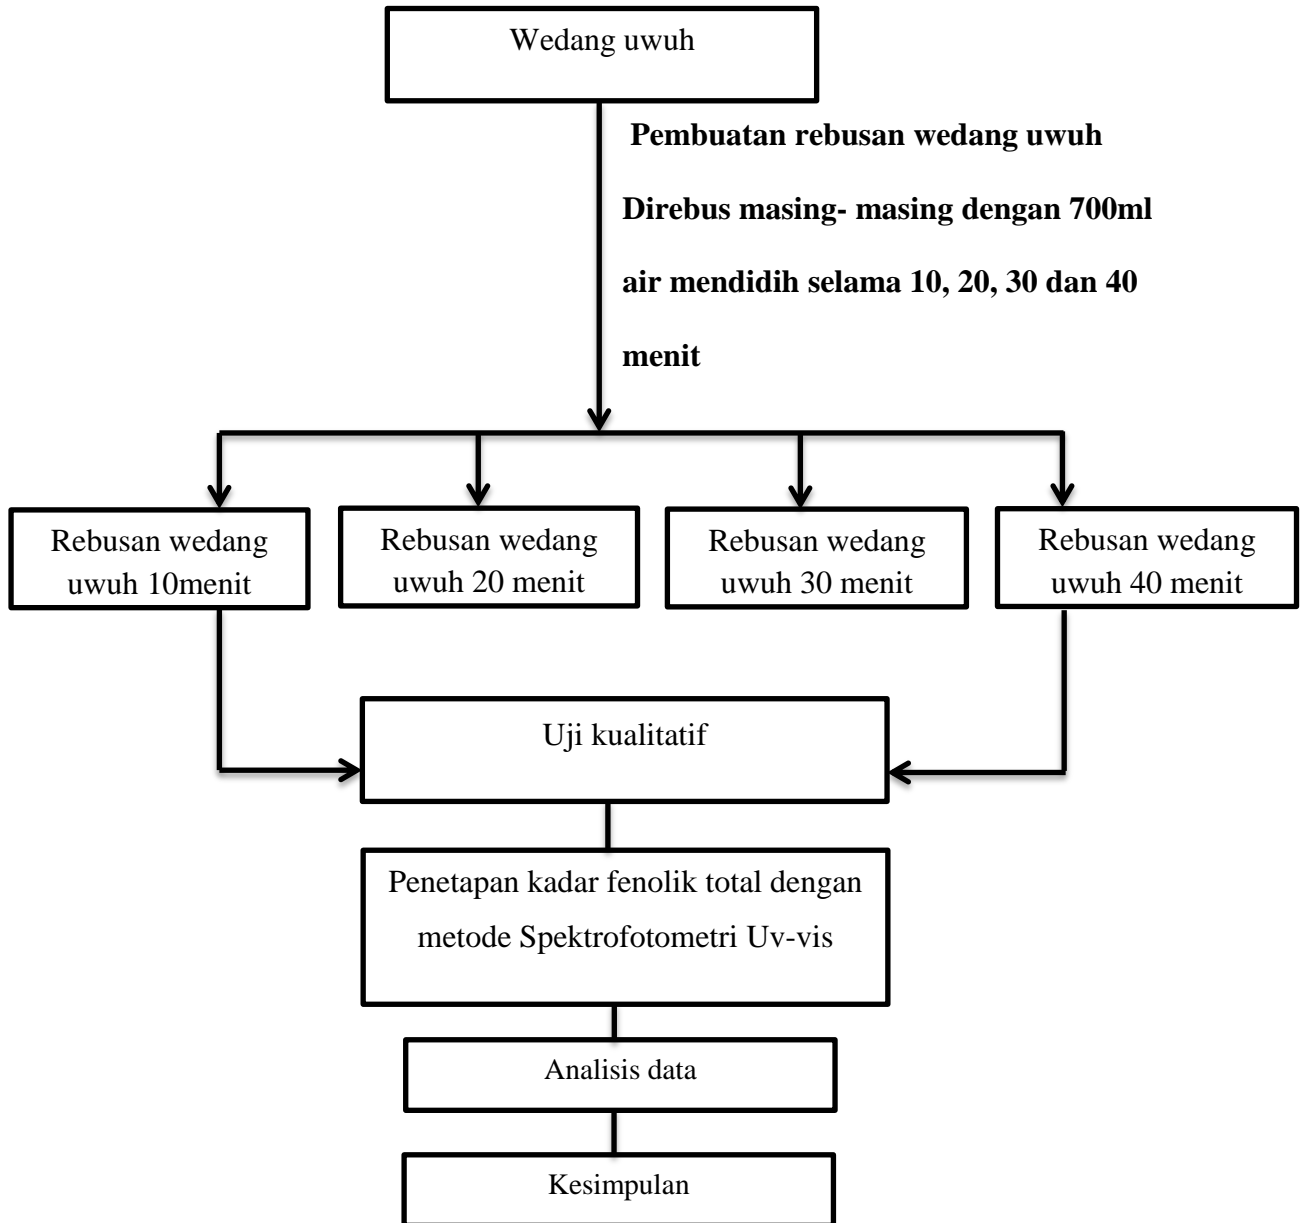 Wedang uwuh
Pembuatan rebusan wedang uwuh
Direbus masing- masing dengan 700ml
air mendidih selama 10, 20, 30 dan 40
menit
Rebusan wedang
uwuh 10menit
Rebusan wedang
uwuh 20 menit
Rebusan wedang
uwuh 30 menit
Rebusan wedang
uwuh 40 menit
Uji kualitatif
Penetapan kadar fenolik total dengan
metode Spektrofotometri Uv-vis
Analisis data
Kesimpulan